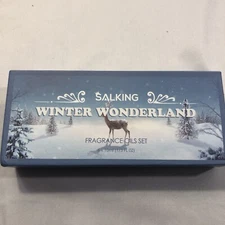 SALKING
WINTER WONDERLAND
FRAGRANCE OILS SET